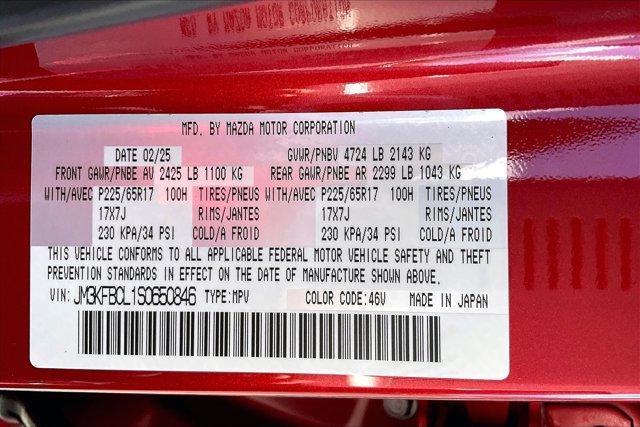 MFD. BY MAZDA MOTOR CORPORATION
DATE 02/25 GVWR/PNBV 4724 LB 2143 KG
FRONT GAWR/PNBE AV 2425 LB 1100 KG REAR GAWR/PNBE AR 2299 LB 1043 KG
WITH/AVEC P225/65R17 100H TIRES/PNEUS WITH/AVEC P225/65R17 100H TIRES/PNEUS
17X7J RIMS/JANTES 17X7J RIMS/JANTES
230 KPA/34 PSI COLD/A FROID 230 KPA/34 PSI COLD/A FROID
THIS VEHICLE CONFORMS TO ALL APPLICABLE FEDERAL MOTOR VEHICLE SAFETY AND THEFT
PREVENTION STANDARDS IN EFFECT ON THE DATE OF MANUFACTURE SHOWN ABOVE.
VIN: JM3KFBCL1S0650846 TYPE: MPV COLOR CODE: 46V MADE IN JAPAN